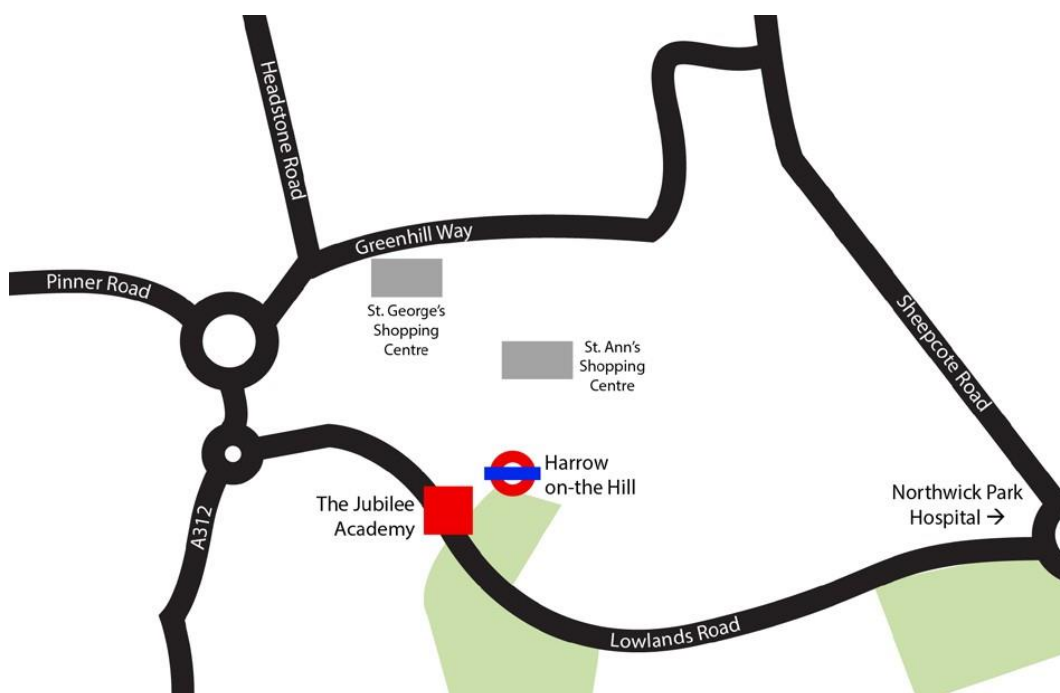 Headstone Road
Greenhill Way
Pinner Road
St. George's
Shopping
Centre
St. Ann's
Shopping
Centre
Sheepcote Road
Harrow
on-the Hill
The Jubilee
Academy
Northwick Park
Hospital →
A312
Lowlands Road